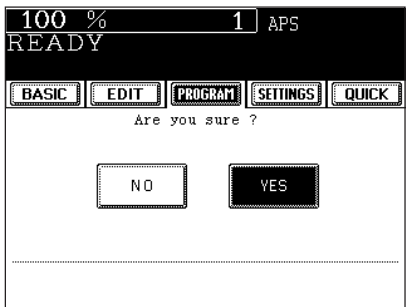 100 % 1 APS
READY
BASIC EDIT PROGRAM SETTINGS QUICK
Are you sure ?
NO YES